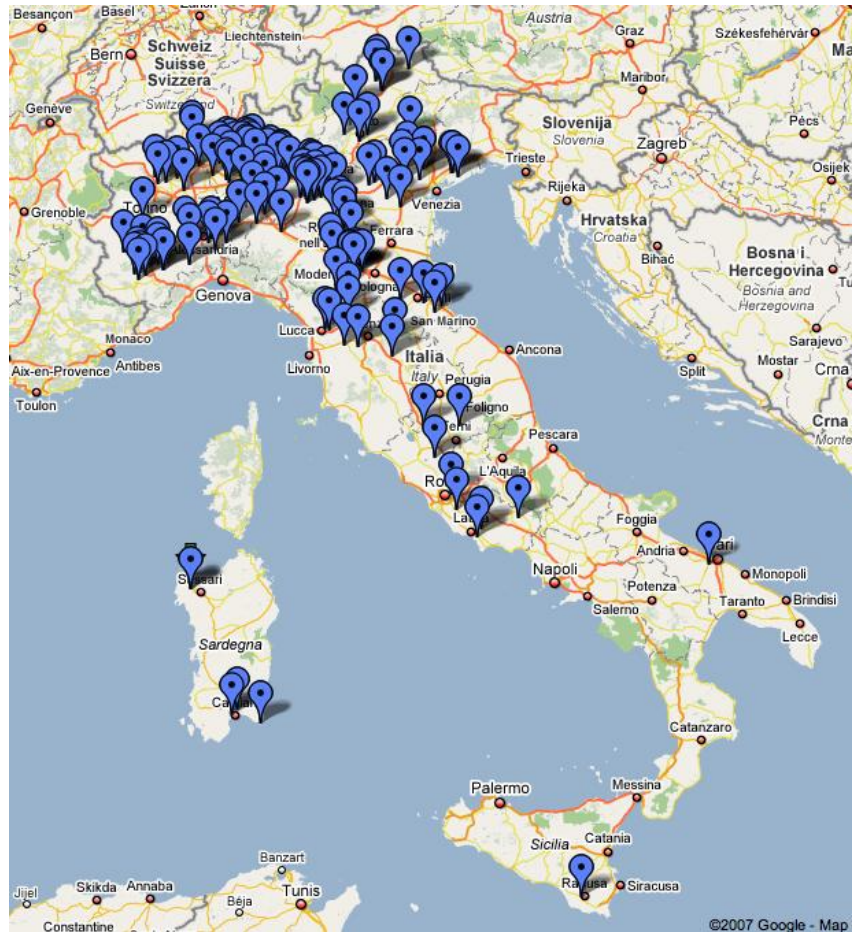 Besançon
Basel
Zürich
Liechtenstein
Austria
Graz
Székesfehérvár
Bern
Schweiz
Suisse
Svizzera
Switzerland
Maribor
Genève
Slovenija
Slovenia
Pécs
Zagreb
Osijek
Trieste
Rijeka
Grenoble
Torino
Venezia
Hrvatska
Croatia
Ferrara
Bihać
Bosna i
Hercegovina
Bosnia and
Herzegovina
Genova
Monaco
Antibes
Lucca
San Marino
Livorno
Italia
Italy
Ancona
Split
Sarajevo
Mostar
Crna
Aix-en-Provence
Toulon
Perugia
Foligno
Crna
Pescara
L'Aquila
Foggia
Andria
Monopoli
Napoli
Potenza
Taranto
Brindisi
Salerno
Lecce
Sassari
Sardegna
Catanzaro
Palermo
Messina
Sicilia
Catania
Siracusa
Banzart
Jijel
Skikda
Annaba
Béja
Tunis
Constantine
©2007 Google - Map